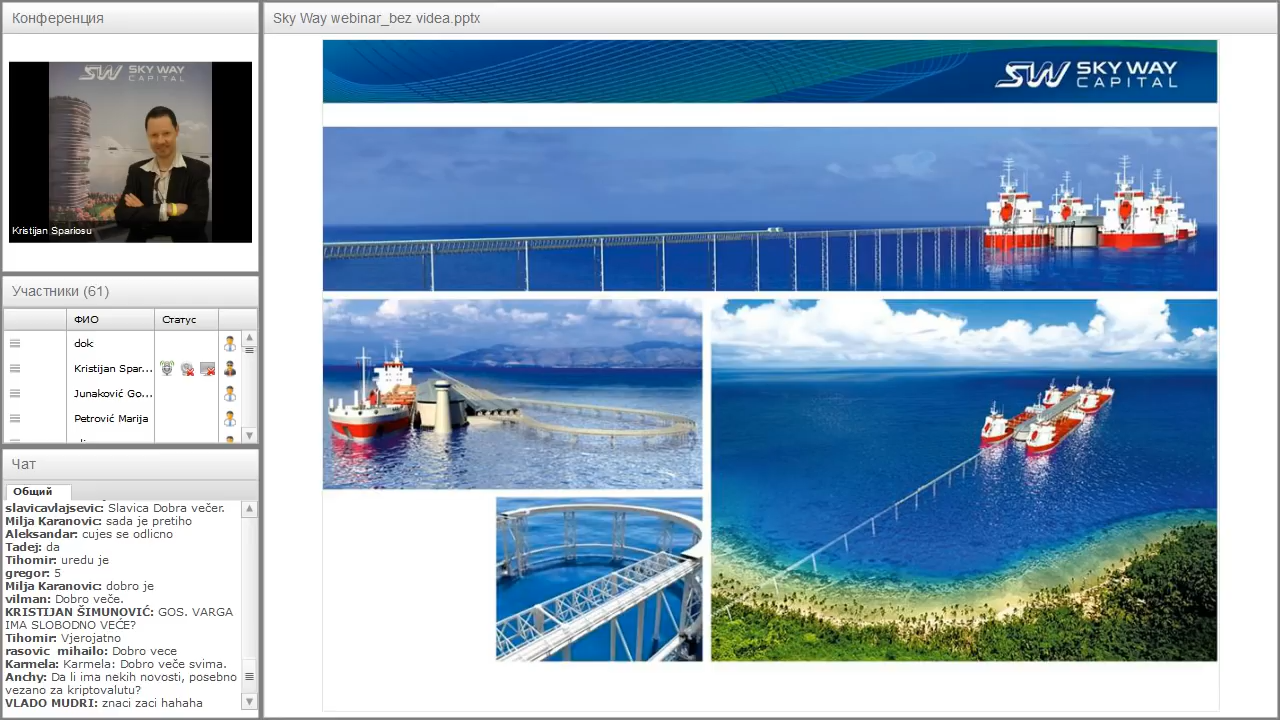 Конференция
SKY WAY
CAPITAL
Kristijan Spariosu
Участники (61)
ФИО Статус
dok
Kristijan Spar...
Junaković Go...
Petrović Marija
Чат
Общий
slavicavlajsevic: Slavica Dobra večer.
Milja Karanovic: sada je pretiho
Aleksandar: cujes se odlicno
Tadej: da
Tihomir: uredu je
gregor: 5
Milja Karanovic: dobro je
vilman: Dobro veče.
KRISTIJAN ŠIMUNOVIĆ: GOS. VARGA
IMA SLOBODNO VEĆE?
Tihomir: Vjerojatno
rasovic_mihailo: Dobro vece
Karmela: Karmela: Dobro veče svima.
Anchy: Da li ima nekih novosti, posebno
vezano za kriptovalutu?
VLADO MUDRI: znaci zaci hahaha
Sky Way webinar_bez videa.pptx
SW SKY WAY
CAPITAL